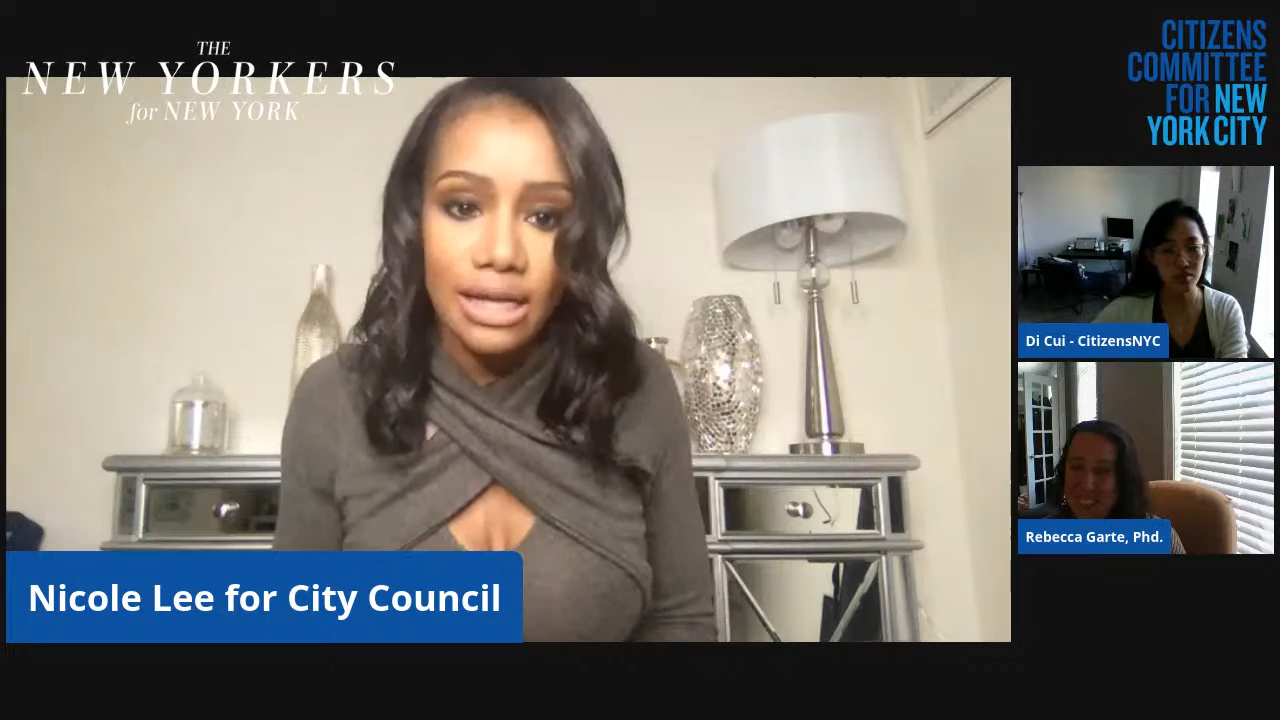 THE
NEW YORKERS
for NEW YORK
CITIZENS
COMMITTEE
FOR NEW
YORK CITY
Di Cui - CitizensNYC
Rebecca Garte, Phd.
Nicole Lee for City Council